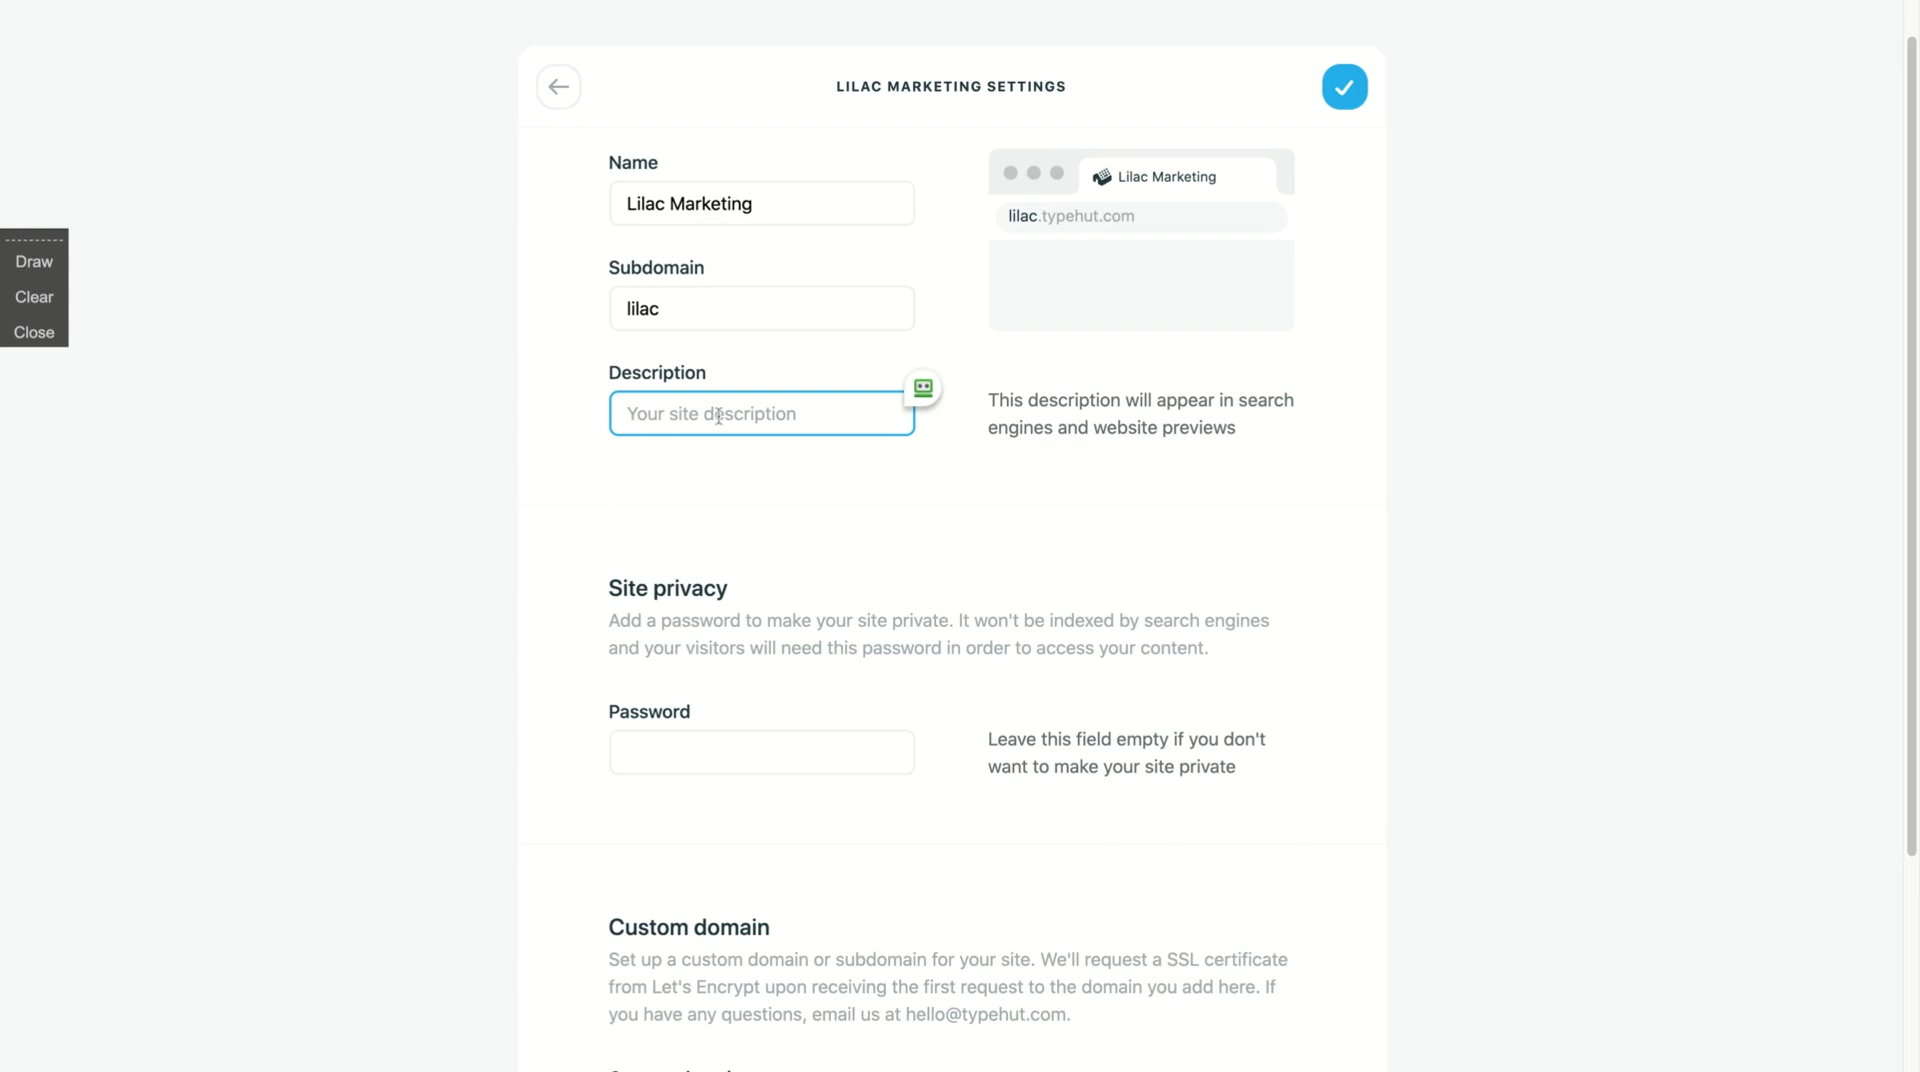 LILAC MARKETING SETTINGS
Name
Lilac Marketing
Lilac Marketing
lilac.typehut.com
Draw
Clear
Close
Subdomain
lilac
Description
Your site description
This description will appear in search
engines and website previews
Site privacy
Add a password to make your site private. It won't be indexed by search engines
and your visitors will need this password in order to access your content.
Password
Leave this field empty if you don't
want to make your site private
Custom domain
Set up a custom domain or subdomain for your site. We'll request a SSL certificate
from Let's Encrypt upon receiving the first request to the domain you add here. If
you have any questions, email us at hello@typehut.com.